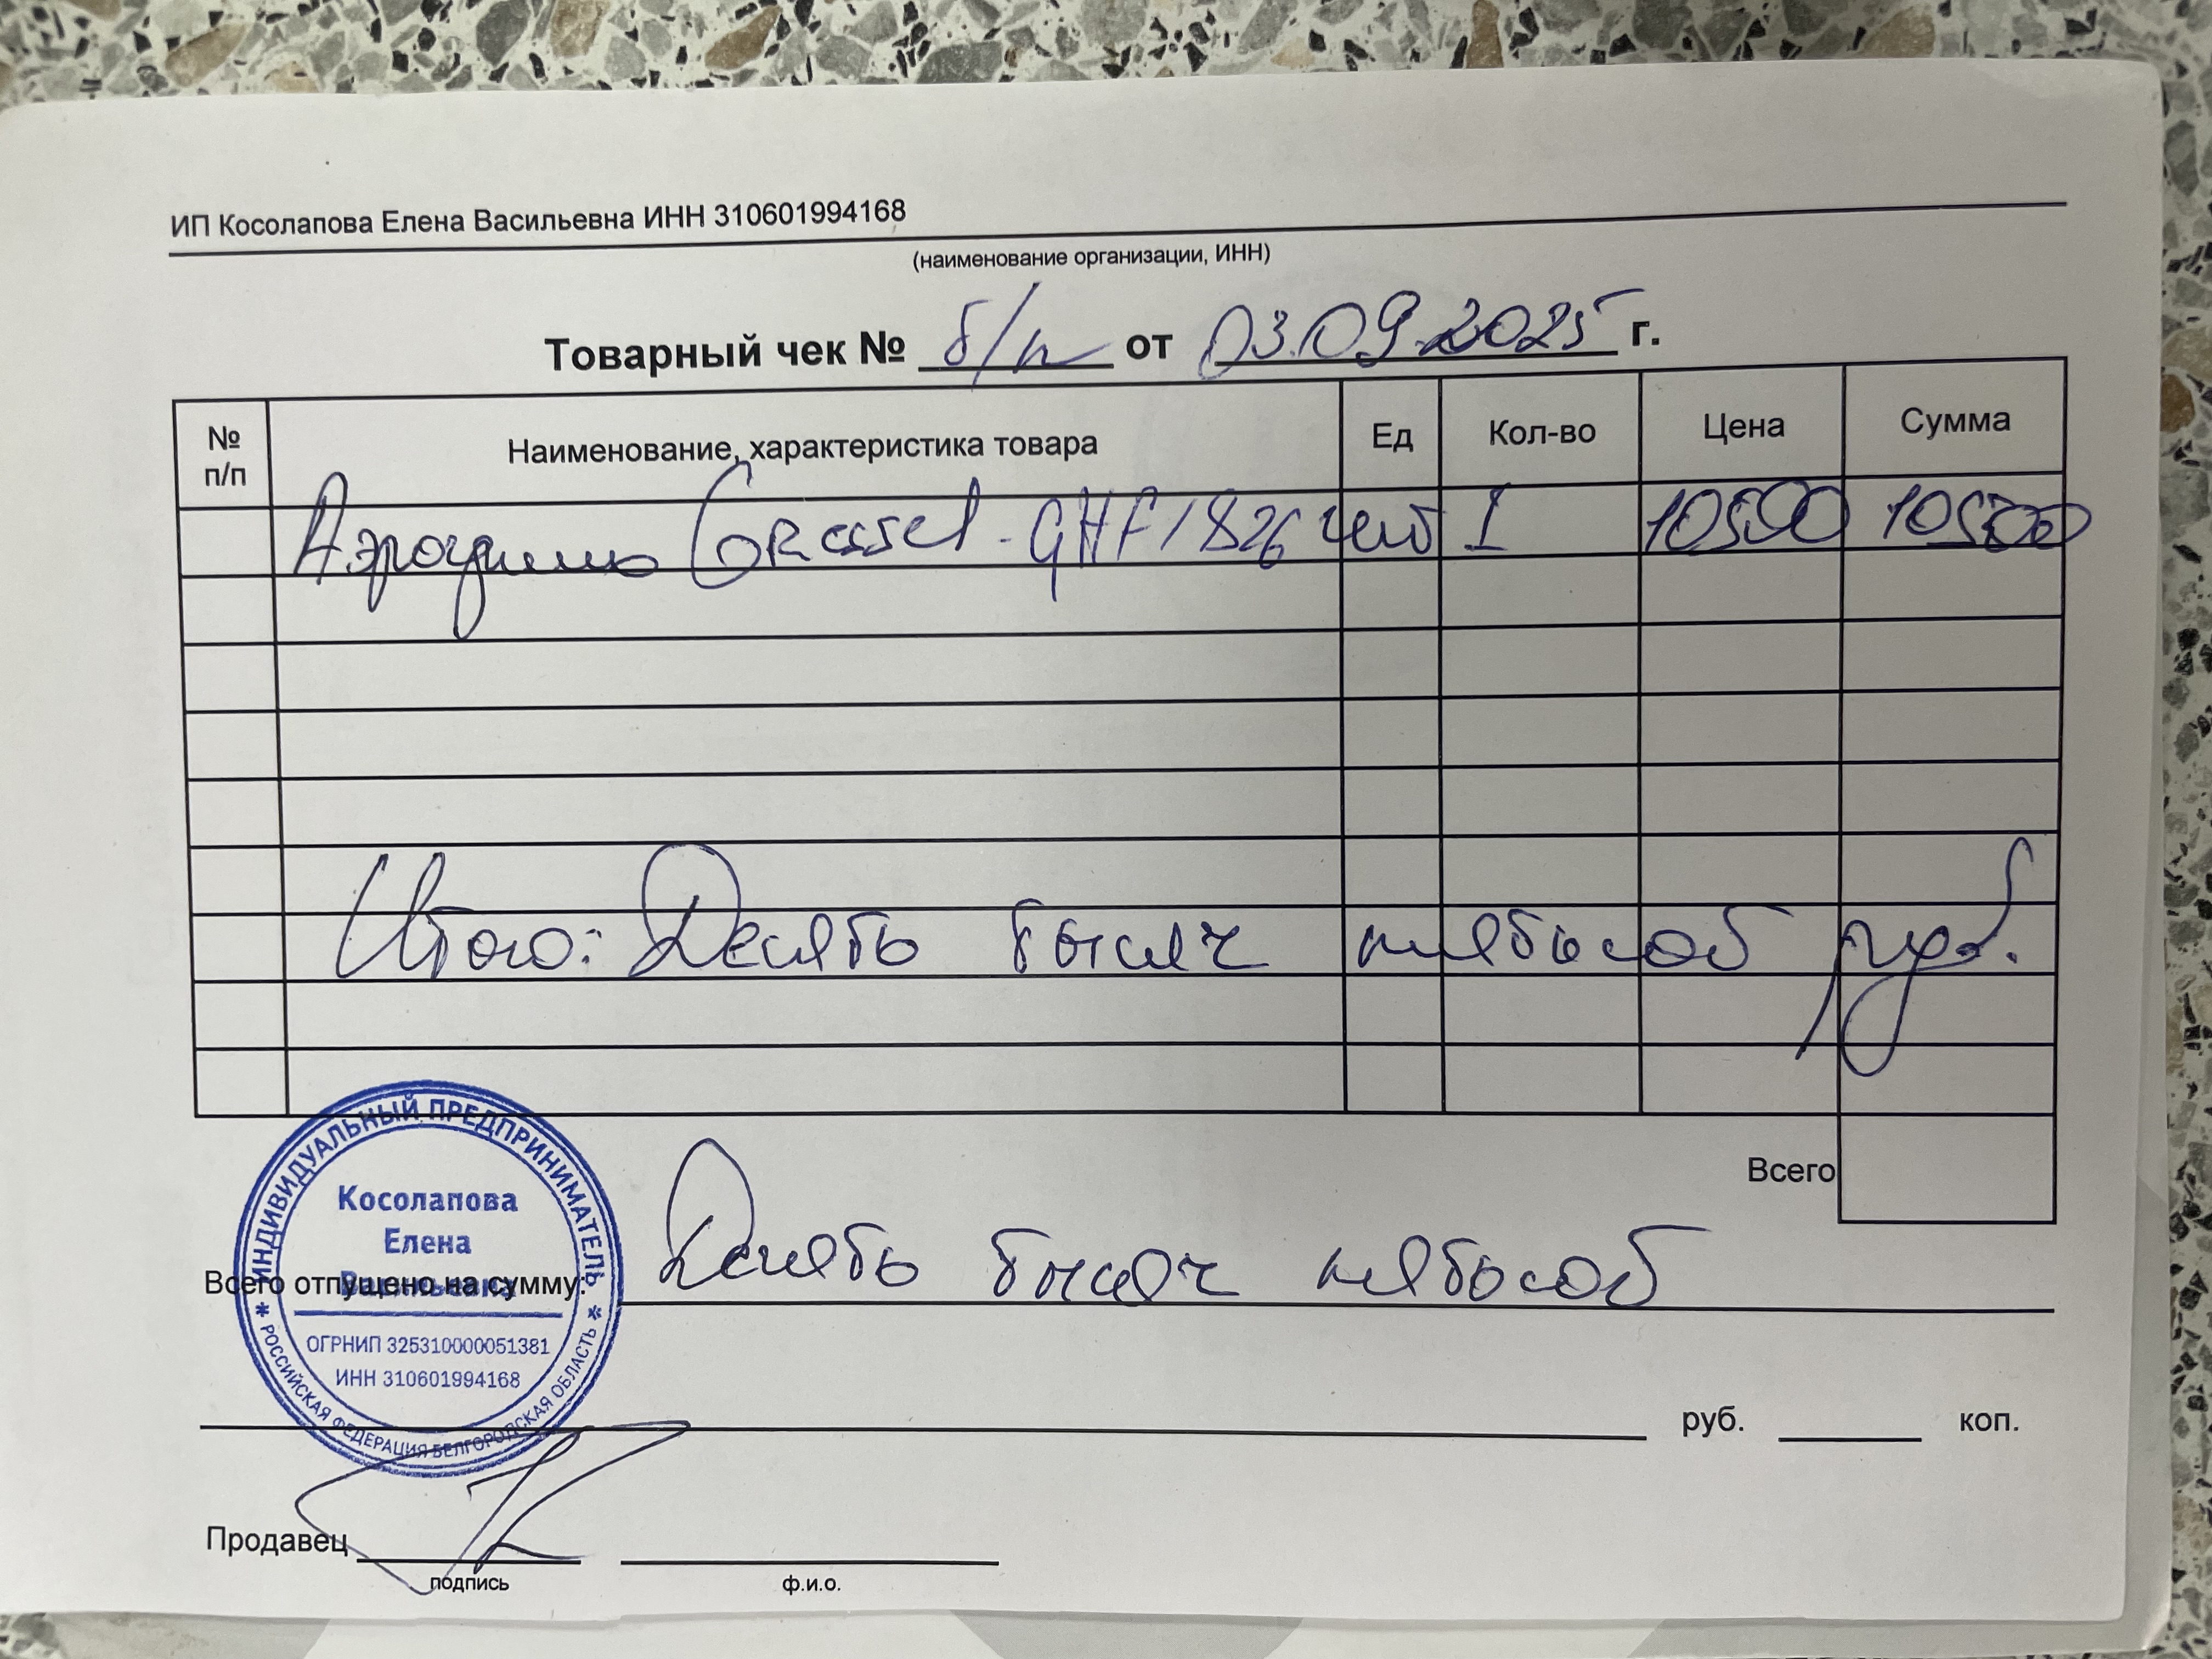 ИП Косолапова Елена Васильевна ИНН 310601994168
(наименование организации, ИНН)
Товарный чек № б/н от 03.09.2025 г.
№ п/п Наименование, характеристика товара Ед Кол-во Цена Сумма
Аэрогриль Gressel - GHF1826 1 10500 10500
Итого: Десять тысяч пятьсот руб.
Всего
Всего отпущено на сумму: Десять тысяч пятьсот
руб. коп.
Продавец
подпись ф.и.о.
ИНДИВИДУАЛЬНЫЙ ПРЕДПРИНИМАТЕЛЬ
Косолапова
Елена
Васильевна
ОГРНИП 325310000051381
ИНН 310601994168
* РОССИЙСКАЯ ФЕДЕРАЦИЯ БЕЛГОРОДСКАЯ ОБЛАСТЬ *